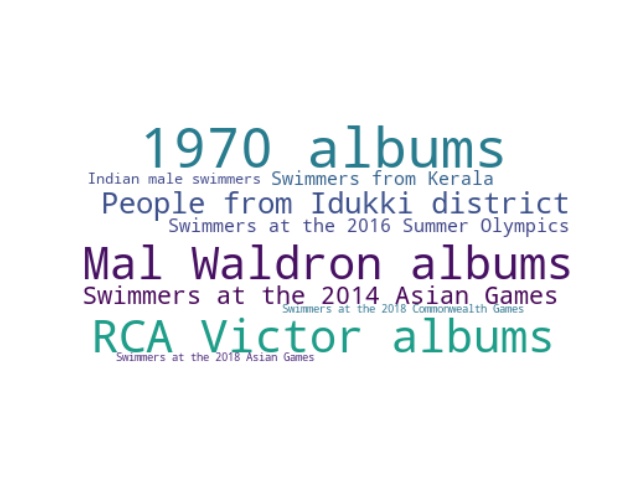 1970 albums
Indian male swimmers
Swimmers from Kerala
People from Idukki district
Swimmers at the 2016 Summer Olympics
Mal Waldron albums
Swimmers at the 2014 Asian Games
Swimmers at the 2018 Commonwealth Games
RCA Victor albums
Swimmers at the 2018 Asian Games